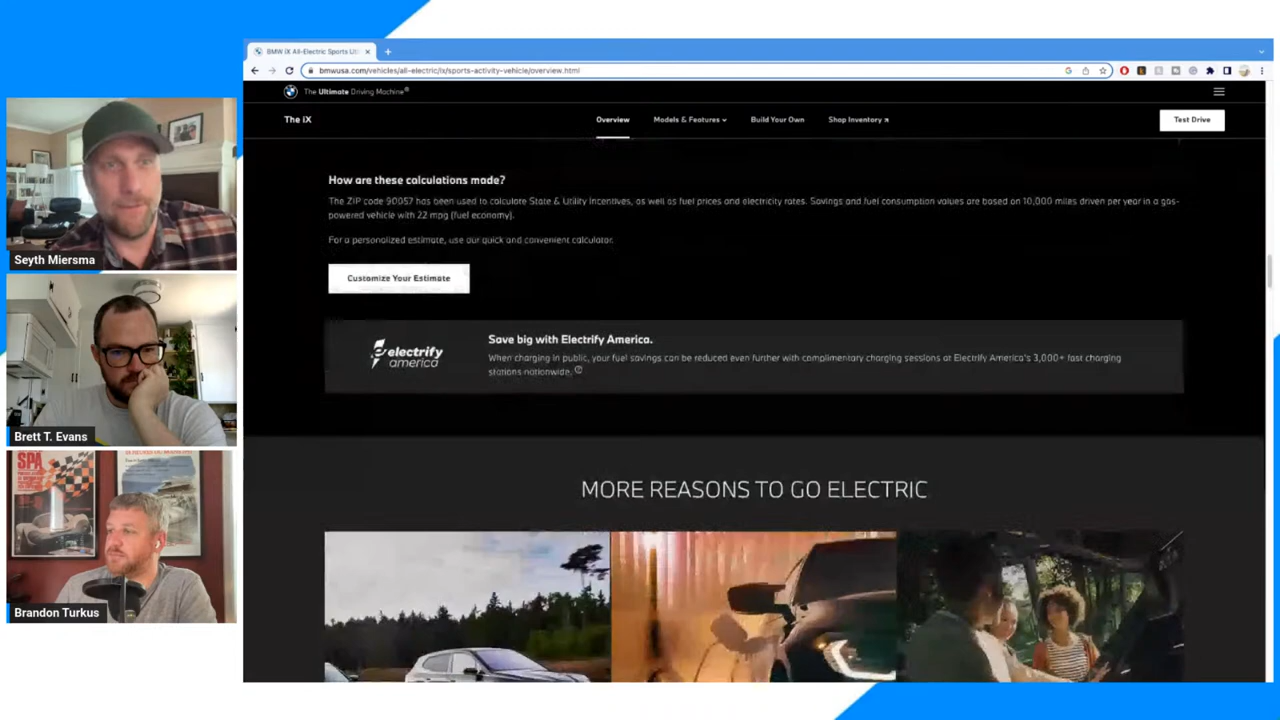 BMW iX All-Electric Sports Uti
bmwusa.com/vehicles/all-electric/ix/sports-activity-vehicle/overview.html
The Ultimate Driving Machine®
The iX
Overview
Models & Features
Build Your Own
Shop Inventory
Test Drive
How are these calculations made?
The ZIP code 90057 has been used to calculate State & Utility Incentives, as well as fuel prices and electricity rates. Savings and fuel consumption values are based on 10,000 miles driven per year in a gas-
powered vehicle with 22 mpg (fuel economy).
For a personalized estimate, use our quick and convenient calculator.
Customize Your Estimate
electrify
america
Save big with Electrify America.
When charging in public, your fuel savings can be reduced even further with complimentary charging sessions at Electrify America's 3,000+ fast charging
stations nationwide.
MORE REASONS TO GO ELECTRIC
Seyth Miersma
Brett T. Evans
SPA
Brandon Turkus